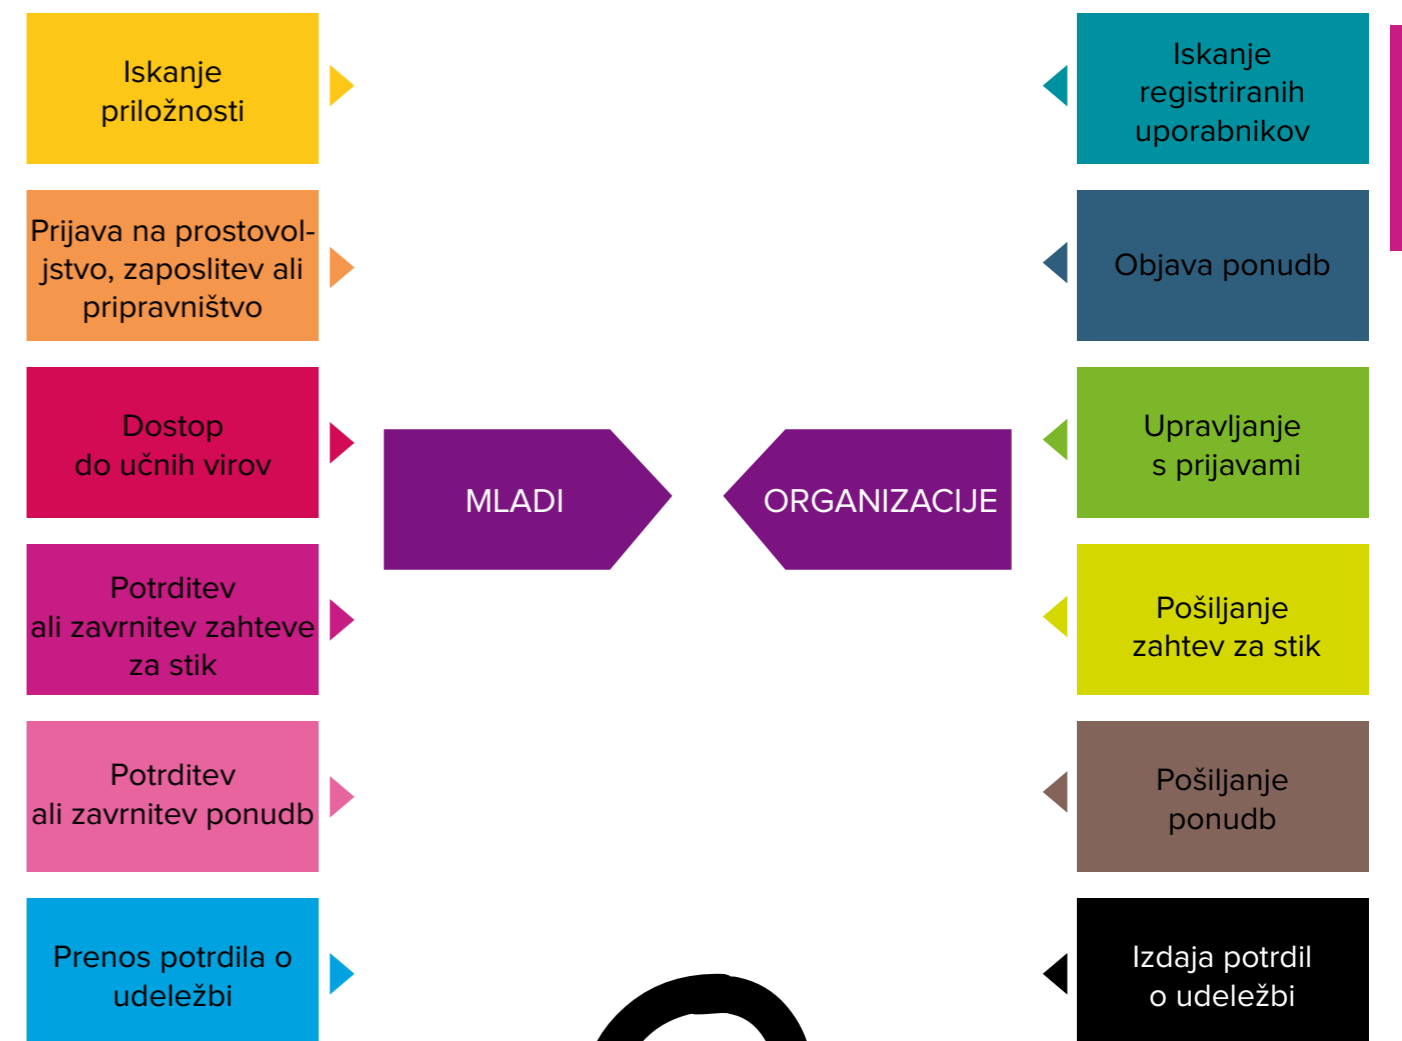 Iskanje
priložnosti
Prijava na prostovol-
jstvo, zaposlitev ali
pripravništvo
Dostop
do učnih virov
Potrditev
ali zavrnitev zahteve
za stik
Potrditev
ali zavrnitev ponudb
Prenos potrdila o
udeležbi
MLADI
ORGANIZACIJE
Iskanje
registriranih
uporabnikov
Objava ponudb
Upravljanje
s prijavami
Pošiljanje
zahtev za stik
Pošiljanje
ponudb
Izdaja potrdil
o udeležbi